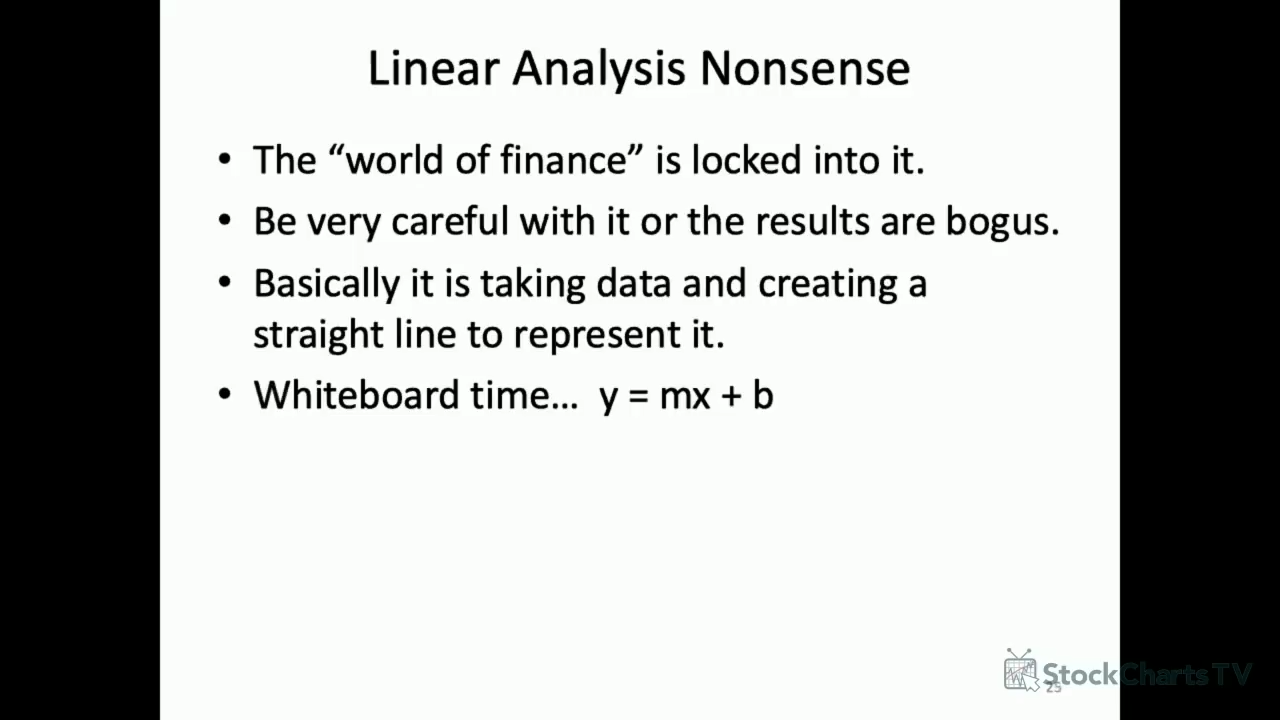 Linear Analysis Nonsense
• The “world of finance” is locked into it.
• Be very careful with it or the results are bogus.
• Basically it is taking data and creating a
straight line to represent it.
• Whiteboard time… y = mx + b
StockChartsTV
25